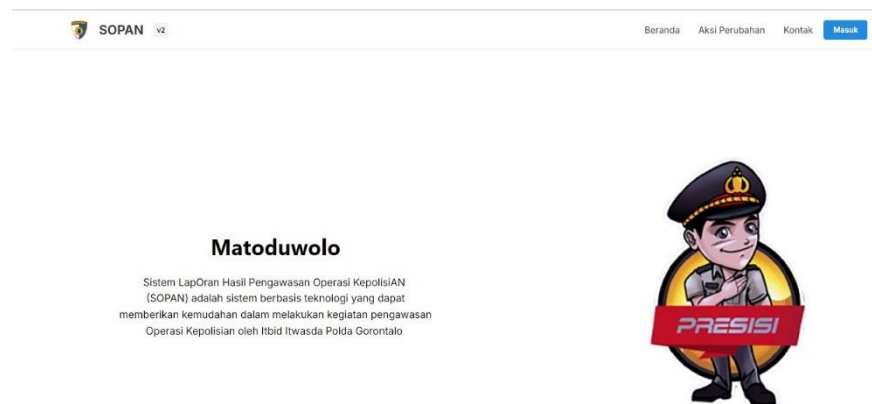 SOPAN v2
Beranda Aksi Perubahan Kontak Masuk
Matoduwolo
Sistem LapOran Hasil Pengawasan Operasi KepolisiAN
(SOPAN) adalah sistem berbasis teknologi yang dapat
memberikan kemudahan dalam melakukan kegiatan pengawasan
Operasi Kepolisian oleh Itbid Itwasda Polda Gorontalo
PRESISI